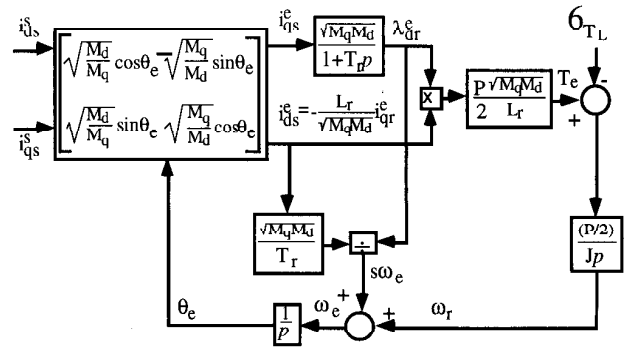 i^s_ds
i^s_qs
√(M_d/M_q) cosθ_e -√(M_q/M_d) sinθ_e
√(M_d/M_q) sinθ_e √(M_q/M_d) cosθ_e
i^e_qs
√M_qM_d / 1+T_rp
λ^e_dr
i^e_ds = - L_r/√M_qM_d i^e_qr
X
P/2 √M_qM_d/L_r
T_e
6_T_L
-
+
(P/2) / Jp
√M_qM_d / T_r
÷
sω_e
θ_e
1/p
ω_e
+
+
ω_r